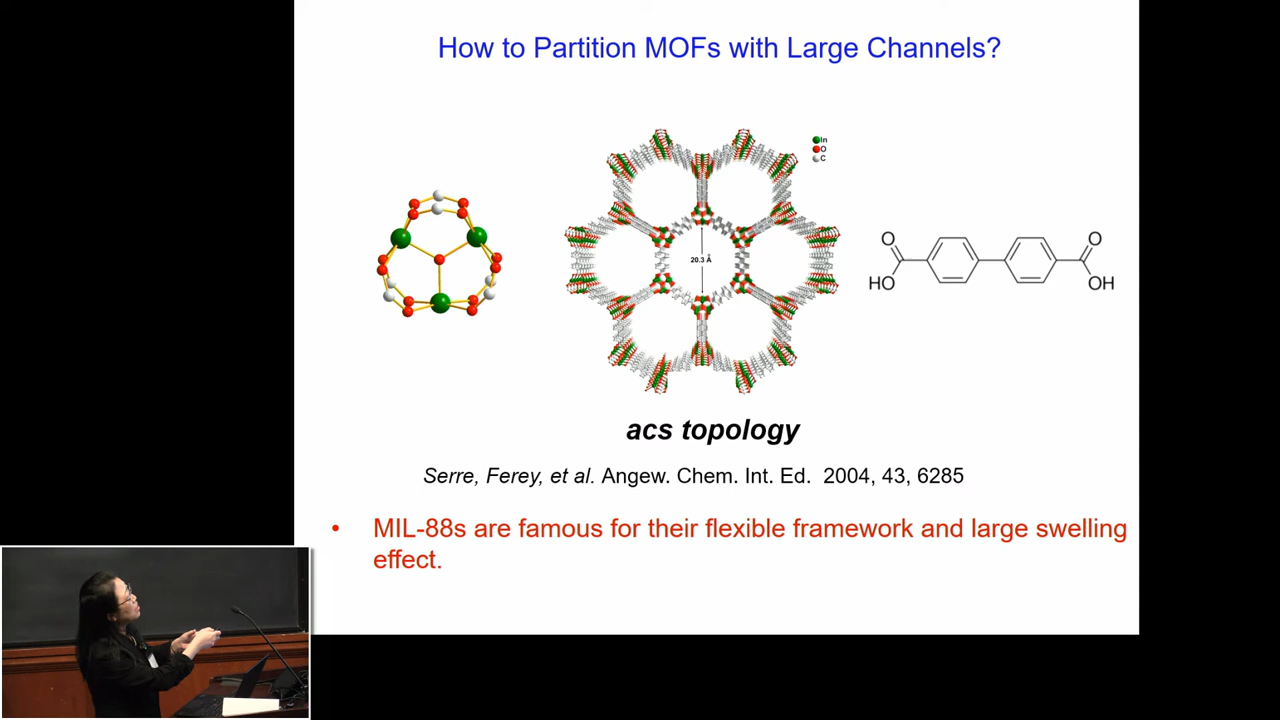 How to Partition MOFs with Large Channels?
In
O
C
20.3 Å
O
HO
O
OH
acs topology
Serre, Ferey, et al. Angew. Chem. Int. Ed. 2004, 43, 6285
• MIL-88s are famous for their flexible framework and large swelling
effect.